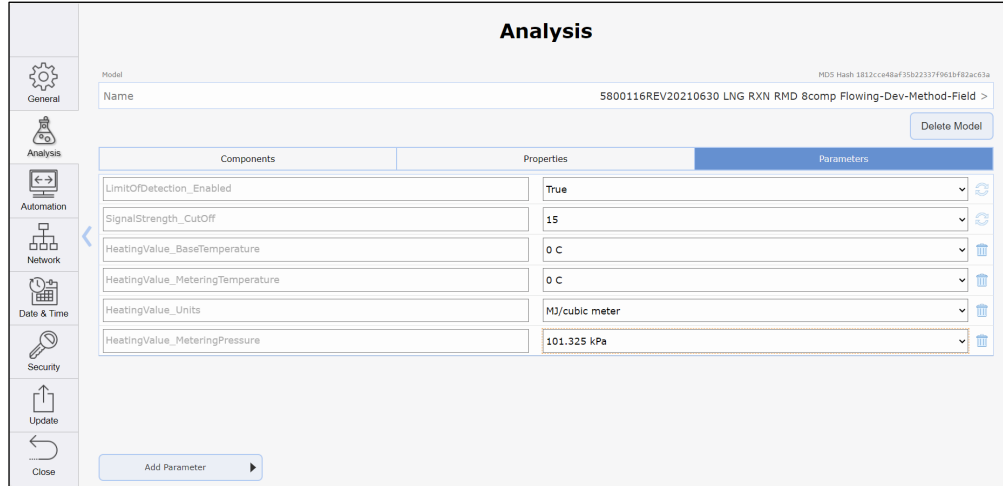 Analysis
Model
MD5 Hash 1812cce48af35b22337f961bf82ac63a
Name
5800116REV20210630 LNG RXN RMD 8comp Flowing-Dev-Method-Field >
Delete Model
Components
Properties
Parameters
LimitOfDetection_Enabled
True
SignalStrength_CutOff
15
HeatingValue_BaseTemperature
0 C
HeatingValue_MeteringTemperature
0 C
HeatingValue_Units
MJ/cubic meter
HeatingValue_MeteringPressure
101.325 kPa
Add Parameter
General
Analysis
Automation
Network
Date & Time
Security
Update
Close